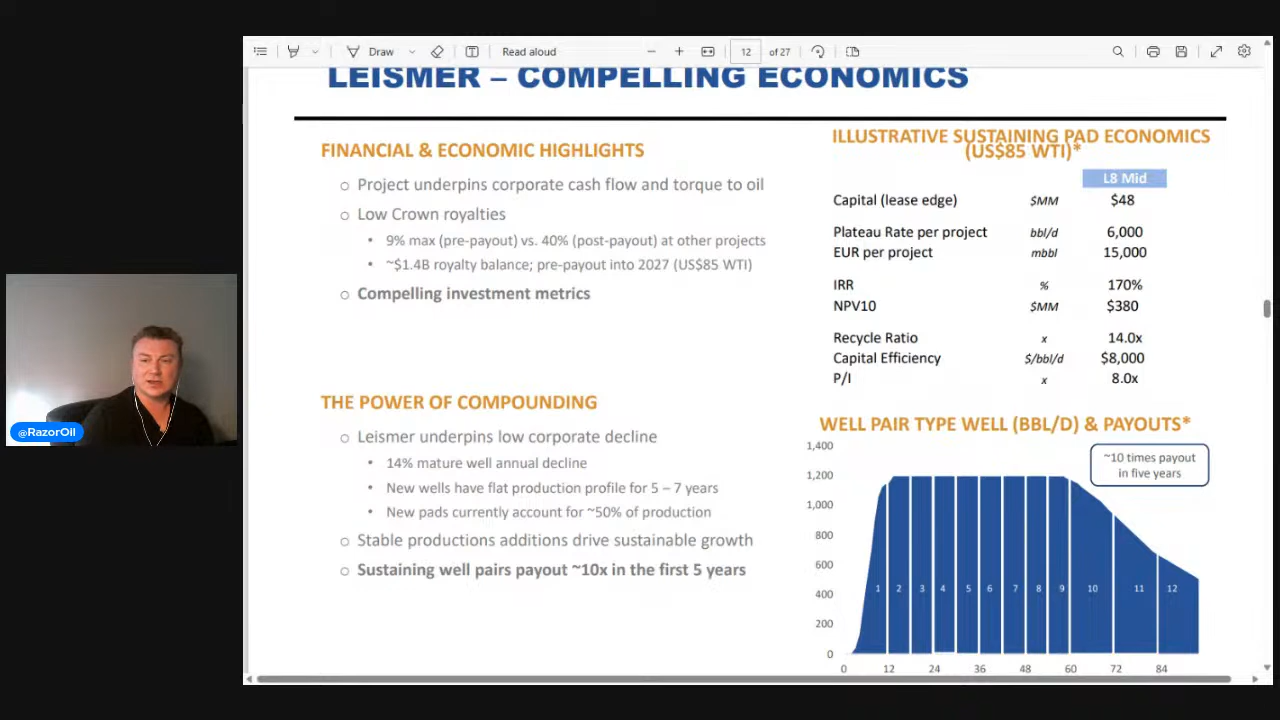 Draw
Read aloud
12
of 27
LEISMER – COMPELLING ECONOMICS
FINANCIAL & ECONOMIC HIGHLIGHTS
○ Project underpins corporate cash flow and torque to oil
○ Low Crown royalties
• 9% max (pre-payout) vs. 40% (post-payout) at other projects
• ~$1.4B royalty balance; pre-payout into 2027 (US$85 WTI)
○ Compelling investment metrics
THE POWER OF COMPOUNDING
○ Leismer underpins low corporate decline
• 14% mature well annual decline
• New wells have flat production profile for 5 – 7 years
• New pads currently account for ~50% of production
○ Stable productions additions drive sustainable growth
○ Sustaining well pairs payout ~10x in the first 5 years
ILLUSTRATIVE SUSTAINING PAD ECONOMICS
(US$85 WTI)*
L8 Mid
Capital (lease edge) $MM $48
Plateau Rate per project bbl/d 6,000
EUR per project mbbl 15,000
IRR % 170%
NPV10 $MM $380
Recycle Ratio x 14.0x
Capital Efficiency $/bbl/d $8,000
P/I x 8.0x
WELL PAIR TYPE WELL (BBL/D) & PAYOUTS*
~10 times payout
in five years
1,400
1,200
1,000
800
600
400
200
0
1 2 3 4 5 6 7 8 9 10 11 12
0 12 24 36 48 60 72 84
@RazorOil